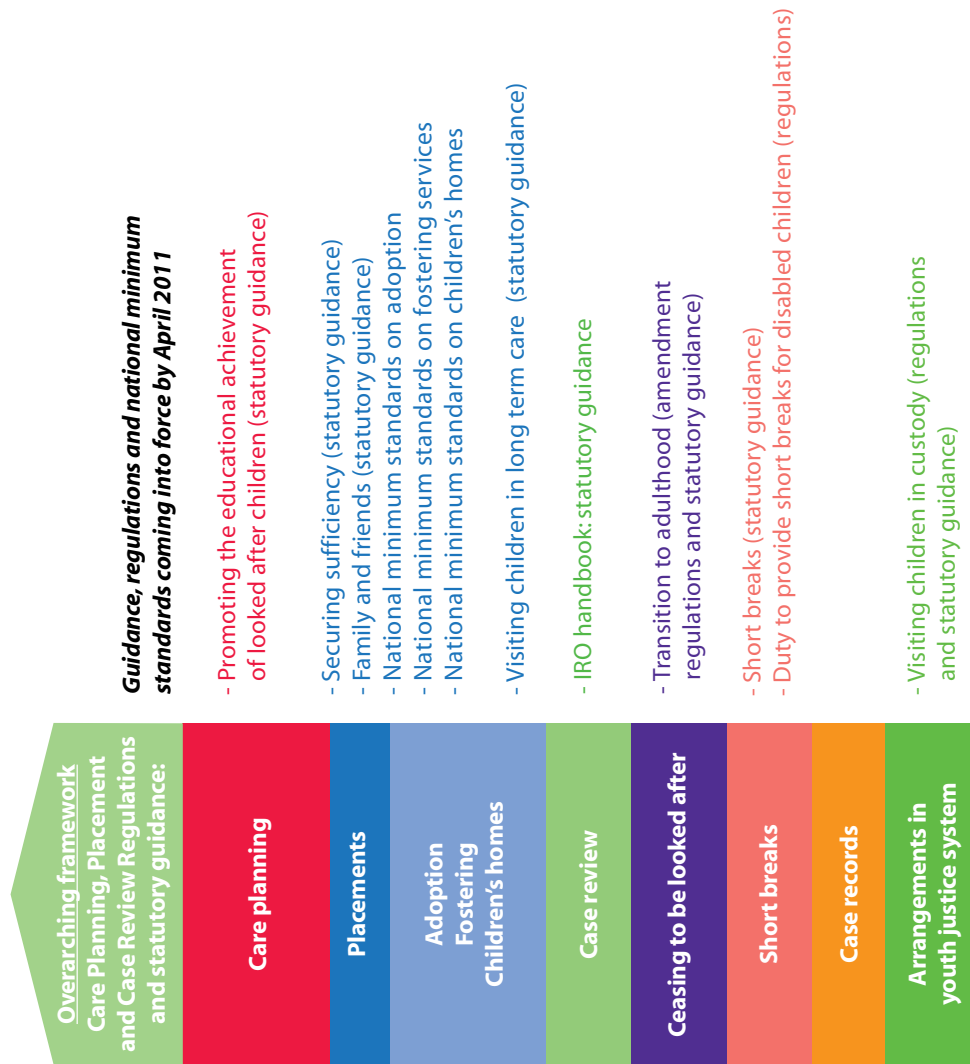 Overarching framework
Care Planning, Placement
and Case Review Regulations
and statutory guidance:
Guidance, regulations and national minimum
standards coming into force by April 2011
Care planning
- Promoting the educational achievement
of looked after children (statutory guidance)
Placements
- Securing sufficiency (statutory guidance)
- Family and friends (statutory guidance)
Adoption
Fostering
Children's homes
- National minimum standards on adoption
- National minimum standards on fostering services
- National minimum standards on children's homes
- Visiting children in long term care (statutory guidance)
Case review
- IRO handbook: statutory guidance
Ceasing to be looked after
- Transition to adulthood (amendment
regulations and statutory guidance)
Short breaks
- Short breaks (statutory guidance)
- Duty to provide short breaks for disabled children (regulations)
Case records
Arrangements in
youth justice system
- Visiting children in custody (regulations
and statutory guidance)